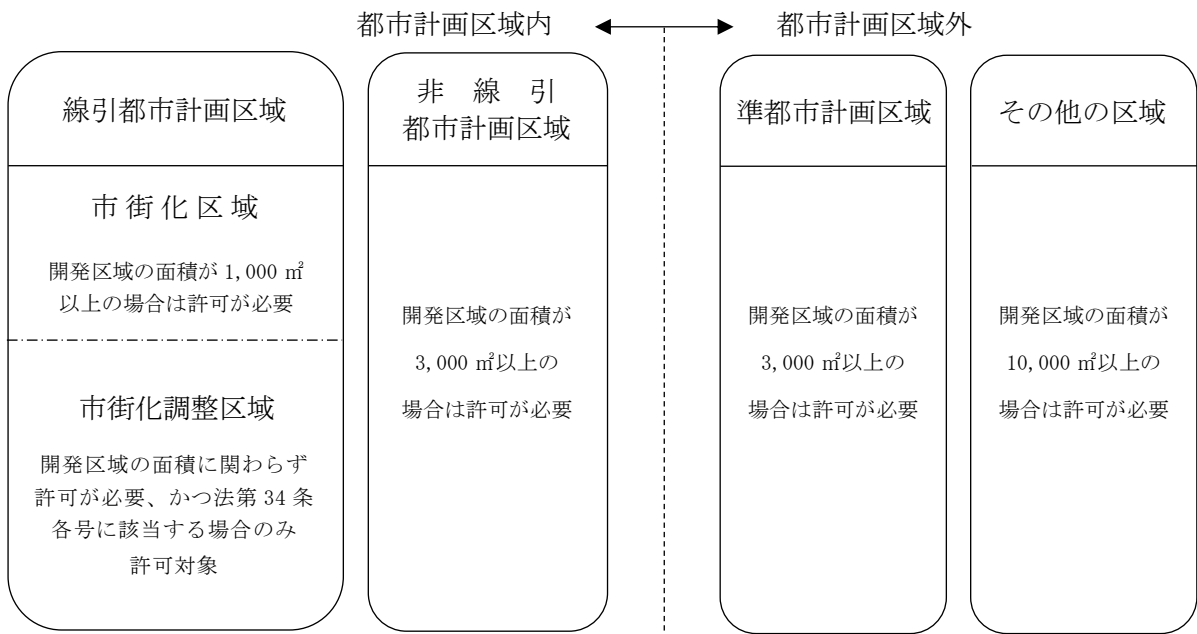 都市計画区域内
都市計画区域外
線引都市計画区域
市街化区域
開発区域の面積が 1,000 ㎡
以上の場合は許可が必要
市街化調整区域
開発区域の面積に関わらず
許可が必要、かつ法第 34 条
各号に該当する場合のみ
許可対象
非線引
都市計画区域
開発区域の面積が
3,000 ㎡以上の
場合は許可が必要
準都市計画区域
開発区域の面積が
3,000 ㎡以上の
場合は許可が必要
その他の区域
開発区域の面積が
10,000 ㎡以上の
場合は許可が必要